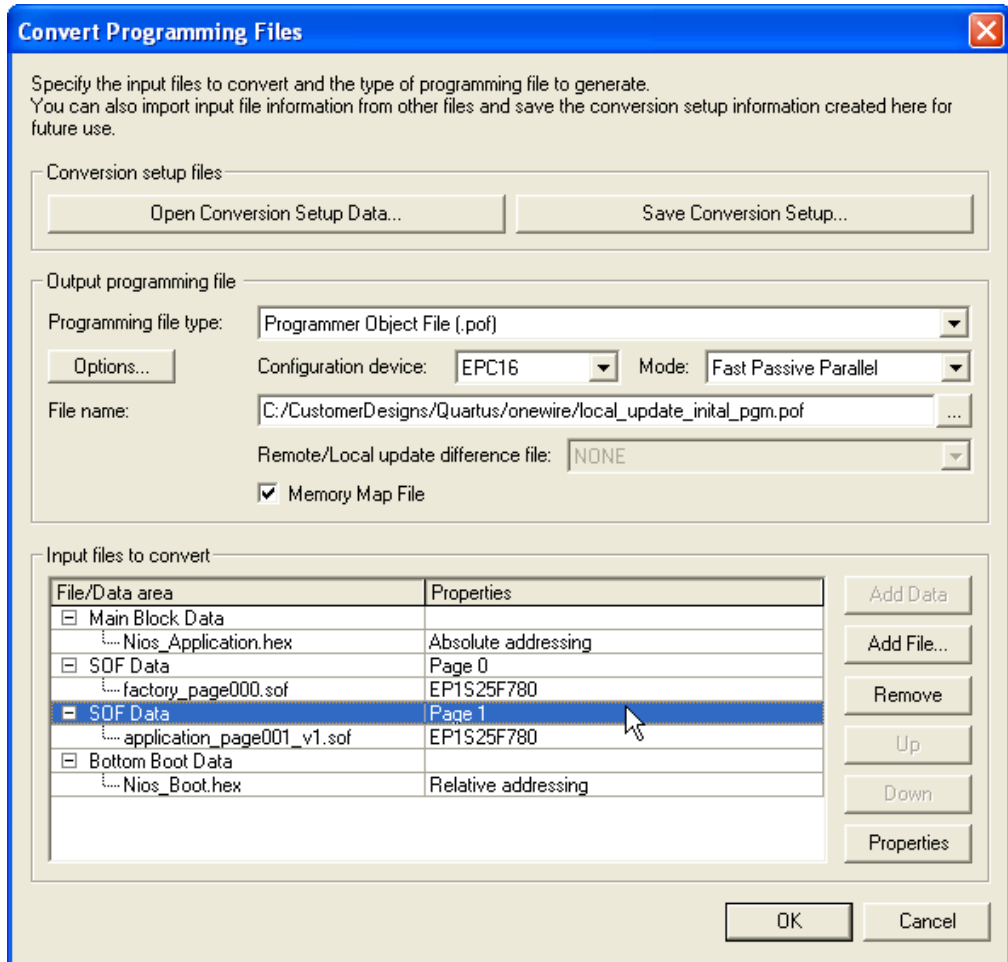 Convert Programming Files
Specify the input files to convert and the type of programming file to generate.
You can also import input file information from other files and save the conversion setup information created here for
future use.
Conversion setup files
Open Conversion Setup Data...
Save Conversion Setup...
Output programming file
Programming file type:
Programmer Object File (.pof)
Options...
Configuration device:
EPC16
Mode:
Fast Passive Parallel
File name:
C:/CustomerDesigns/Quartus/onewire/local_update_inital_pgm.pof
...
Remote/Local update difference file:
NONE
Memory Map File
Input files to convert
File/Data area
Properties
Main Block Data
Nios_Application.hex
Absolute addressing
SOF Data
Page 0
factory_page000.sof
EP1S25F780
SOF Data
Page 1
application_page001_v1.sof
EP1S25F780
Bottom Boot Data
Nios_Boot.hex
Relative addressing
Add Data
Add File...
Remove
Up
Down
Properties
OK
Cancel